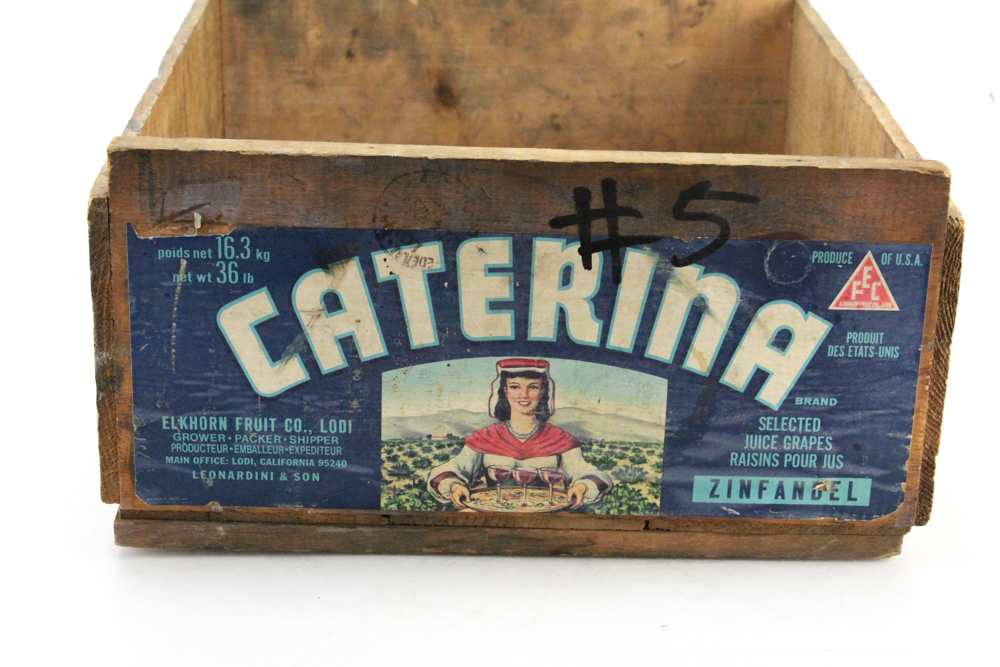 #5
poids net 16.3 kg
net wt 36 lb
CATERINA
BRAND
PRODUCE OF U.S.A.
FEC
PRODUIT
DES ETATS-UNIS
ELKHORN FRUIT CO., LODI
GROWER • PACKER • SHIPPER
PRODUCTEUR • EMBALLEUR • EXPEDITEUR
MAIN OFFICE: LODI, CALIFORNIA 95240
LEONARDINI & SON
SELECTED
JUICE GRAPES
RAISINS POUR JUS
ZINFANDEL